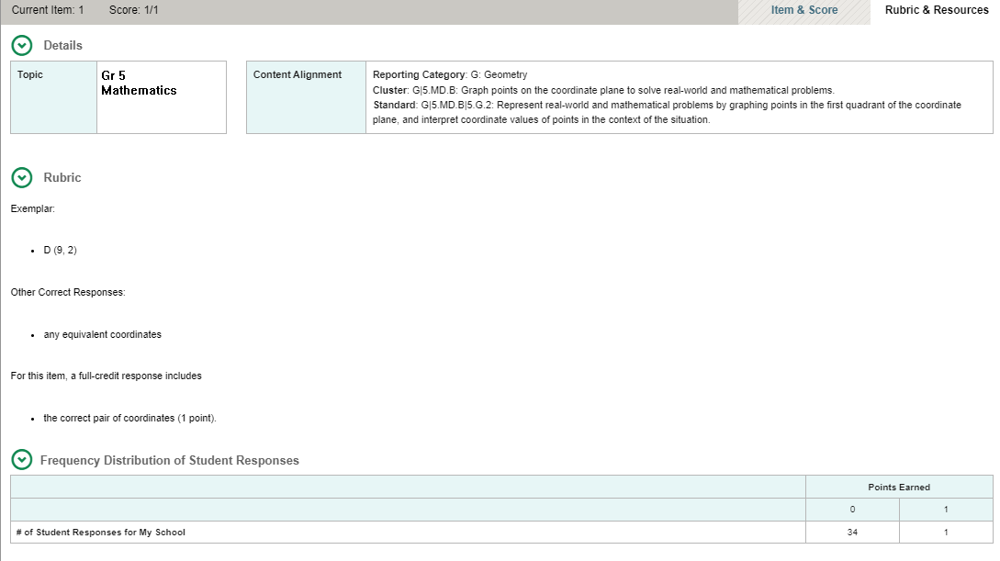 Current Item: 1 Score: 1/1 Item & Score Rubric & Resources
Details
Topic
Gr 5
Mathematics
Content Alignment
Reporting Category: G: Geometry
Cluster: G|5.MD.B: Graph points on the coordinate plane to solve real-world and mathematical problems.
Standard: G|5.MD.B|5.G.2: Represent real-world and mathematical problems by graphing points in the first quadrant of the coordinate
plane, and interpret coordinate values of points in the context of the situation.
Rubric
Exemplar:
• D (9, 2)
Other Correct Responses:
• any equivalent coordinates
For this item, a full-credit response includes
• the correct pair of coordinates (1 point).
Frequency Distribution of Student Responses
Points Earned
0 1
# of Student Responses for My School 34 1